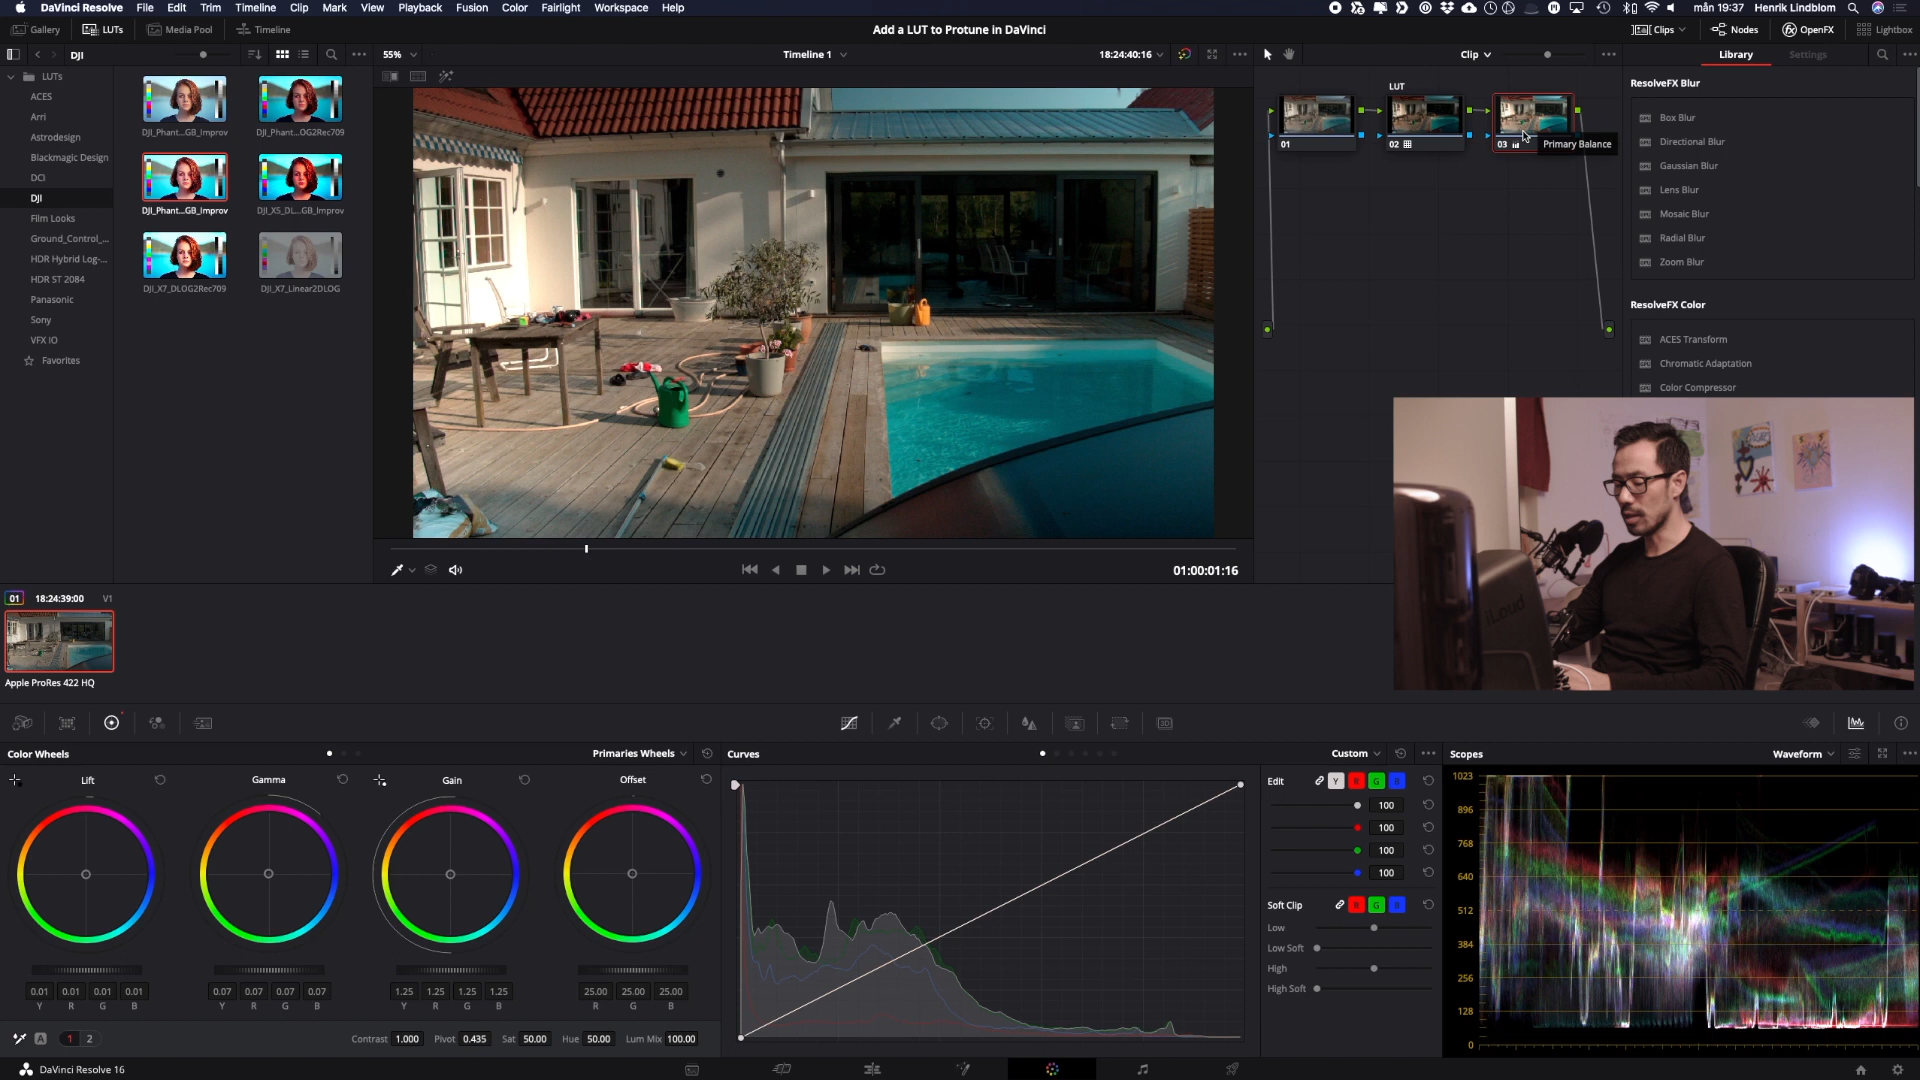 DaVinci Resolve File Edit Trim Timeline Clip Mark View Playback Fusion Color Fairlight Workspace Help mån 19:37 Henrik Lindblom
Gallery LUTs Media Pool Timeline Add a LUT to Protune in DaVinci Clips Nodes OpenFX Lightbox
DJI 55% Timeline 1 18:24:40:16 Clip Library Settings
LUTs
ACES
Arri
Astrodesign
Blackmagic Design
DCI
DJI
Film Looks
Ground_Control_...
HDR Hybrid Log-...
HDR ST 2084
Panasonic
Sony
VFX IO
Favorites
DJI_Phant...GB_Improv DJI_Phant...OG2Rec709
DJI_Phant...GB_Improv DJI_X5_DL...GB_Improv
DJI_X7_DLOG2Rec709 DJI_X7_Linear2DLOG
LUT
01 02 03 Primary Balance
ResolveFX Blur
Box Blur
Directional Blur
Gaussian Blur
Lens Blur
Mosaic Blur
Radial Blur
Zoom Blur
ResolveFX Color
ACES Transform
Chromatic Adaptation
Color Compressor
iLoud
01:00:01:16
01 18:24:39:00 V1
Apple ProRes 422 HQ
Color Wheels Primaries Wheels Curves Custom Scopes Waveform
Lift Gamma Gain Offset
0.01 0.01 0.01 0.01 0.07 0.07 0.07 0.07 1.25 1.25 1.25 1.25 25.00 25.00 25.00
Y R G B Y R G B Y R G B R G B
A 1 2 Contrast 1.000 Pivot 0.435 Sat 50.00 Hue 50.00 Lum Mix 100.00
Edit Y R G B
100
100
100
100
Soft Clip R G B
Low
Low Soft
High
High Soft
1023
896
768
640
512
384
256
128
0
DaVinci Resolve 16